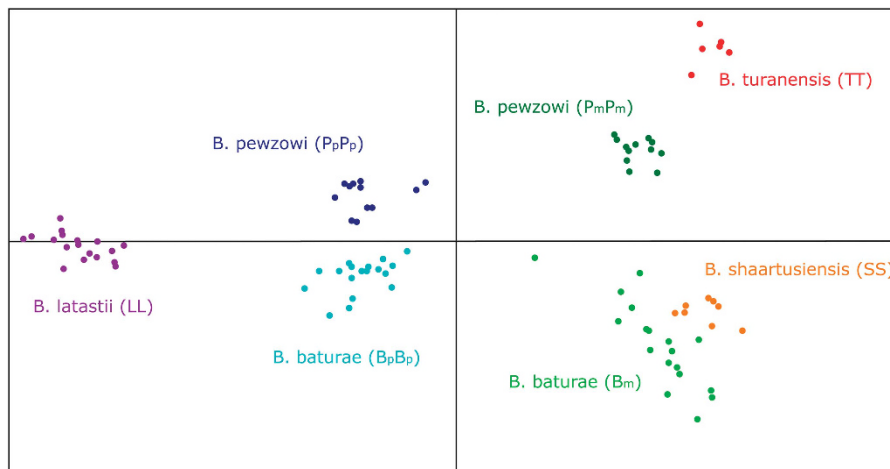 B. turanensis (TT)
B. pewzowi (PmPm)
B. pewzowi (PpPp)
B. shaartusiensis (SS)
B. latastii (LL)
B. baturae (BpBp)
B. baturae (Bm)